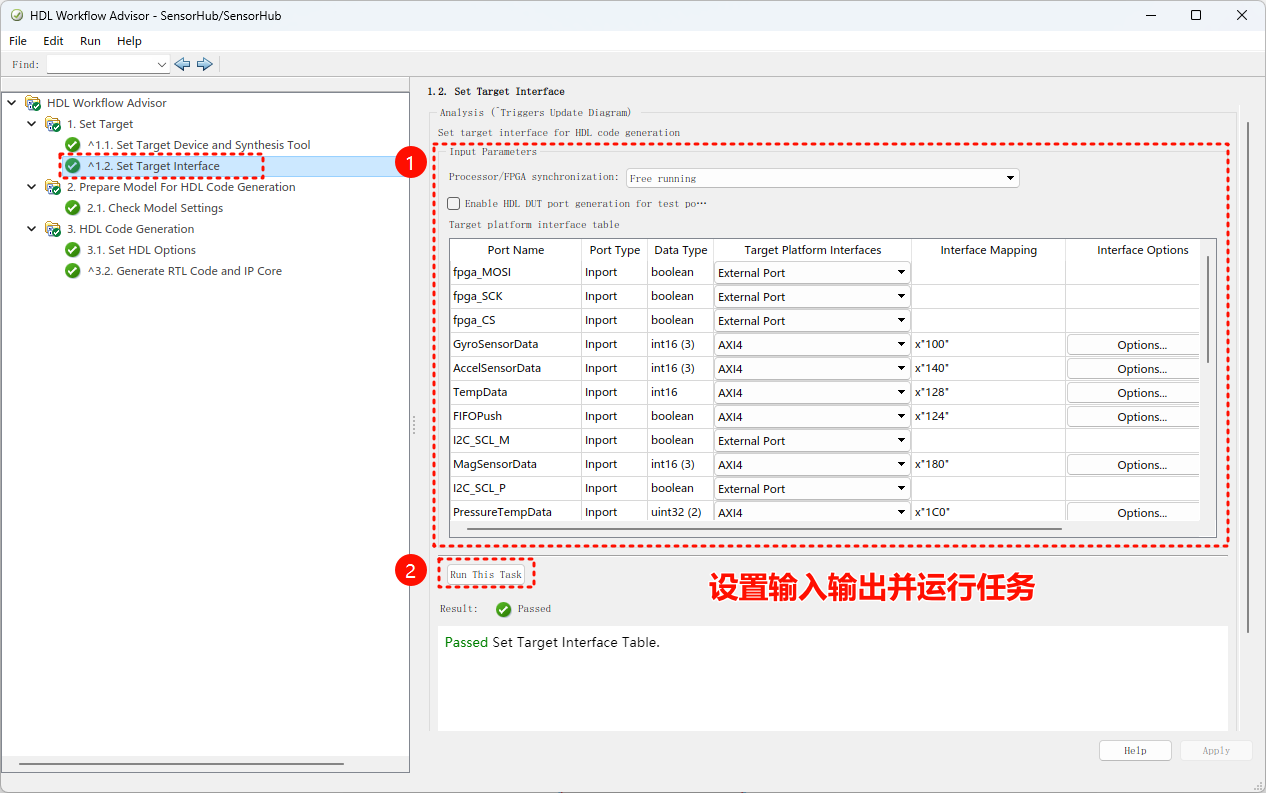 HDL Workflow Advisor - SensorHub/SensorHub
File Edit Run Help
Find:
HDL Workflow Advisor
1. Set Target
^1.1. Set Target Device and Synthesis Tool
^1.2. Set Target Interface
2. Prepare Model For HDL Code Generation
2.1. Check Model Settings
3. HDL Code Generation
3.1. Set HDL Options
^3.2. Generate RTL Code and IP Core
1.2. Set Target Interface
Analysis (^Triggers Update Diagram)
Set target interface for HDL code generation
1
Input Parameters
Processor/FPGA synchronization: Free running
Enable HDL DUT port generation for test po…
Target platform interface table
Port Name Port Type Data Type Target Platform Interfaces Interface Mapping Interface Options
fpga_MOSI Inport boolean External Port
fpga_SCK Inport boolean External Port
fpga_CS Inport boolean External Port
GyroSensorData Inport int16 (3) AXI4 x"100" Options...
AccelSensorData Inport int16 (3) AXI4 x"140" Options...
TempData Inport int16 AXI4 x"128" Options...
FIFOPush Inport boolean AXI4 x"124" Options...
I2C_SCL_M Inport boolean External Port
MagSensorData Inport int16 (3) AXI4 x"180" Options...
I2C_SCL_P Inport boolean External Port
PressureTempData Inport uint32 (2) AXI4 x"1C0" Options...
2
Run This Task
设置输入输出并运行任务
Result: Passed
Passed Set Target Interface Table.
Help Apply